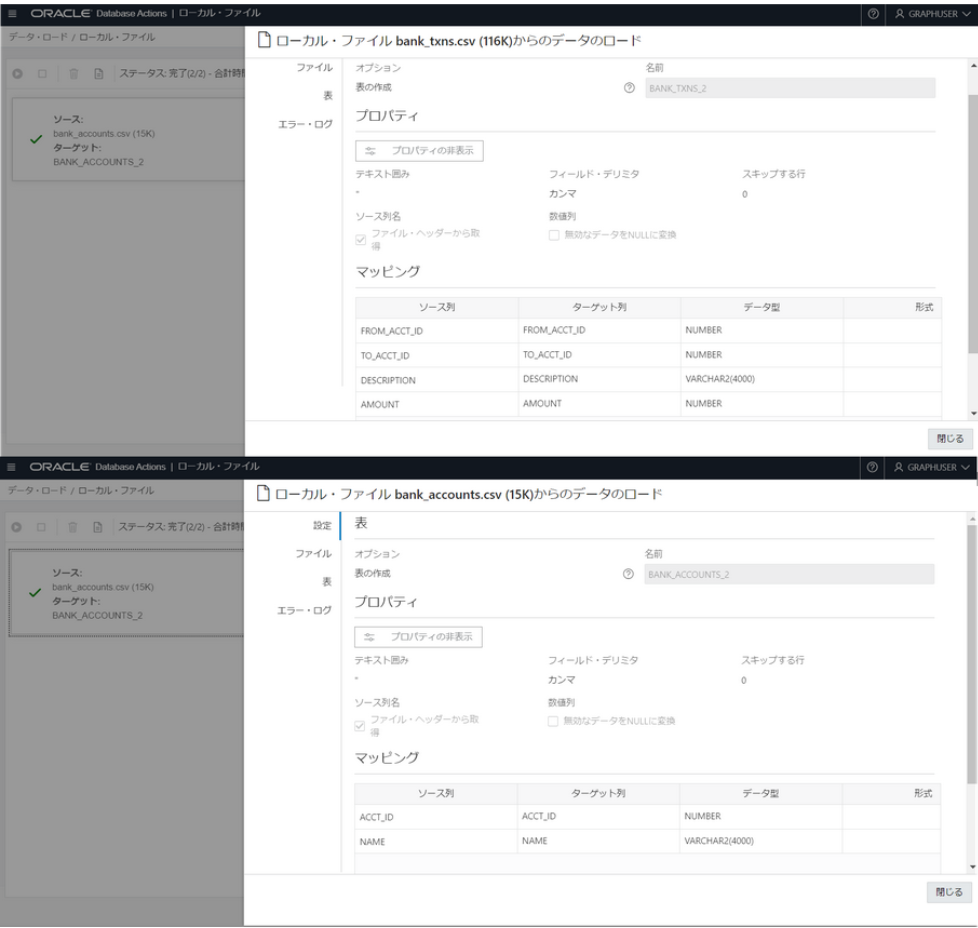 ORACLE Database Actions | ローカル・ファイル
GRAPHUSER
データ・ロード / ローカル・ファイル
ローカル・ファイル bank_txns.csv (116K)からのデータのロード
ステータス: 完了(2/2) - 合計時間
ソース:
bank_accounts.csv (15K)
ターゲット:
BANK_ACCOUNTS_2
ファイル
表
エラー・ログ
オプション
名前
表の作成
BANK_TXNS_2
プロパティ
プロパティの非表示
テキスト囲み
フィールド・デリミタ
スキップする行
"
カンマ
0
ソース列名
数値列
ファイル・ヘッダーから取
得
無効なデータをNULLに変換
マッピング
ソース列 ターゲット列 データ型 形式
FROM_ACCT_ID FROM_ACCT_ID NUMBER
TO_ACCT_ID TO_ACCT_ID NUMBER
DESCRIPTION DESCRIPTION VARCHAR2(4000)
AMOUNT AMOUNT NUMBER
閉じる
ORACLE Database Actions | ローカル・ファイル
GRAPHUSER
データ・ロード / ローカル・ファイル
ローカル・ファイル bank_accounts.csv (15K)からのデータのロード
ステータス: 完了(2/2) - 合計時間
ソース:
bank_accounts.csv (15K)
ターゲット:
BANK_ACCOUNTS_2
設定
ファイル
表
エラー・ログ
表
オプション
名前
表の作成
BANK_ACCOUNTS_2
プロパティ
プロパティの非表示
テキスト囲み
フィールド・デリミタ
スキップする行
"
カンマ
0
ソース列名
数値列
ファイル・ヘッダーから取
得
無効なデータをNULLに変換
マッピング
ソース列 ターゲット列 データ型 形式
ACCT_ID ACCT_ID NUMBER
NAME NAME VARCHAR2(4000)
閉じる